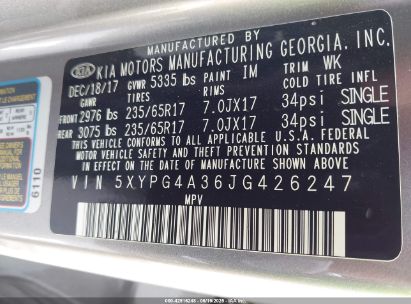 MANUFACTURED BY
KIA KIA MOTORS MANUFACTURING GEORGIA, INC.
DEC/18/17 GVWR 5335 lbs PAINT IM TRIM WK
GAWR TIRES RIMS COLD TIRE INFL
FRONT 2976 lbs 235/65R17 7.0JX17 34psi SINGLE
REAR 3075 lbs 235/65R17 7.0JX17 34psi SINGLE
THIS VEHICLE CONFORMS TO ALL APPLICABLE U.S.A. FEDERAL
MOTOR VEHICLE SAFETY AND THEFT PREVENTION STANDARDS
IN EFFECT ON THE DATE OF MANUFACTURE SHOWN ABOVE.
VIN 5XYPG4A36JG426247
MPV
6110